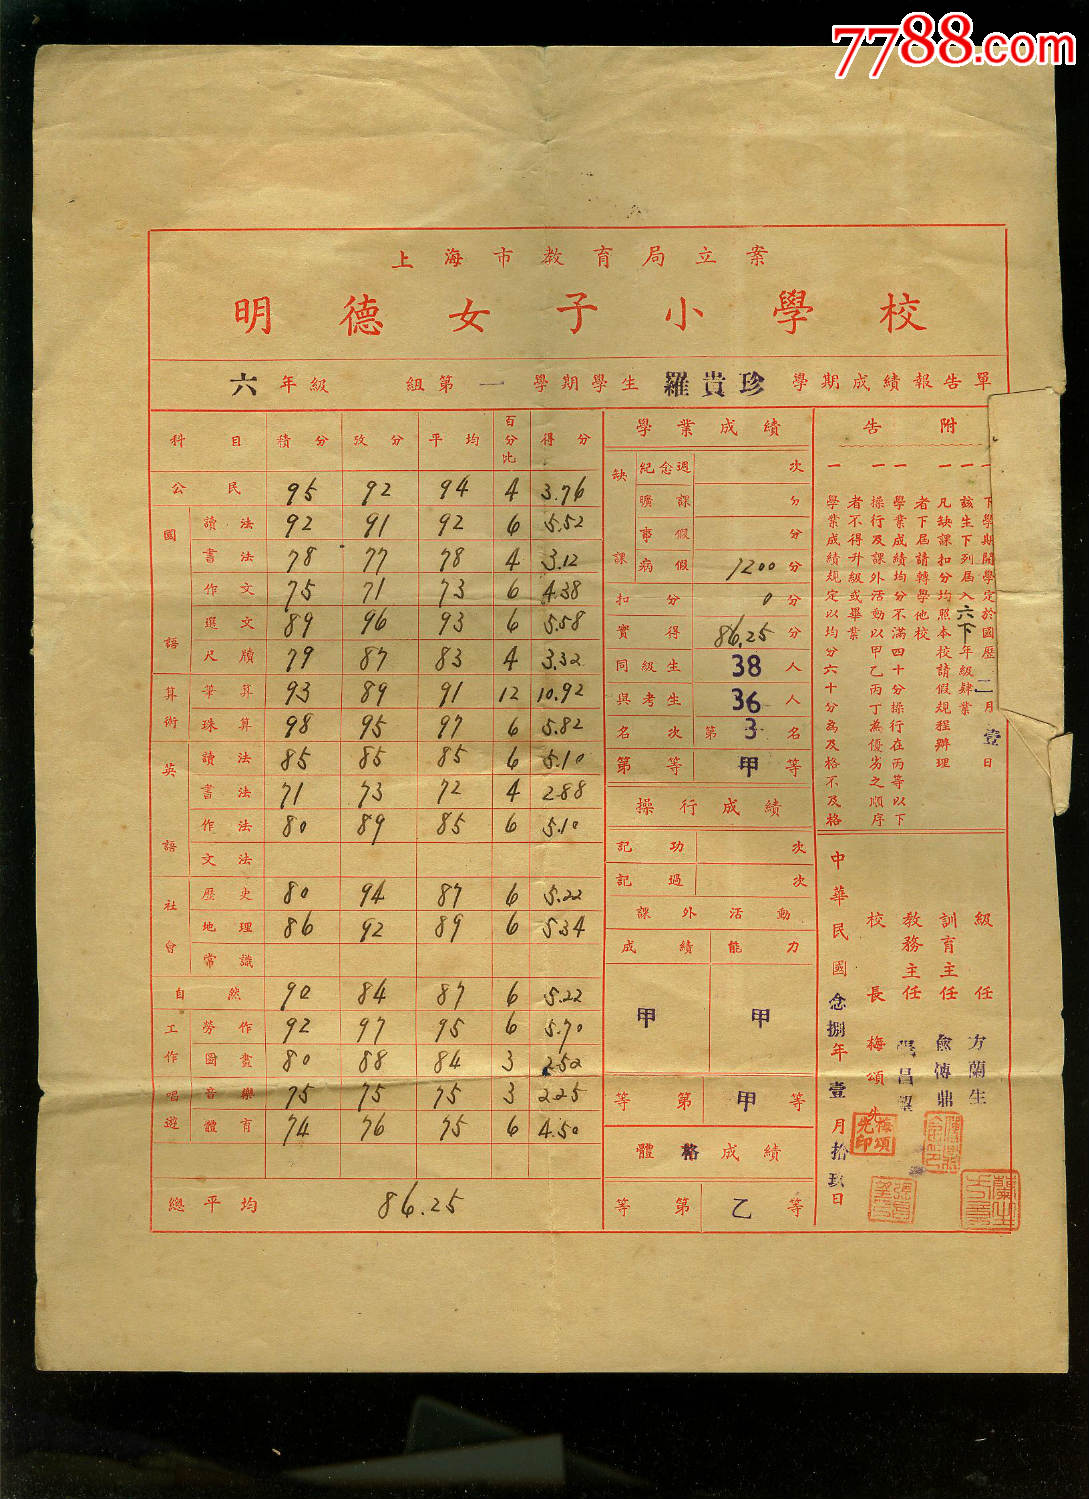 7788.com
上海市教育局立案
明德女子小學校
六年級 組第一學期學生羅貴珍學期成績報告單
科目 積分 攷分 平均 百分比 得分
公民 95 92 94 4 3.76
國語
讀法 92 91 92 6 5.52
書法 78 77 78 4 3.12
作文 75 71 73 6 4.38
選文 89 96 93 6 5.58
尺牘 79 87 83 4 3.32
算術
筆算 93 89 91 12 10.92
珠算 98 95 97 6 5.82
英語
讀法 85 85 85 6 5.10
書法 71 73 72 4 2.88
作法 80 89 85 6 5.10
文法
社會
歷史 80 94 87 6 5.22
地理 86 92 89 6 5.34
常識
自然 90 84 87 6 5.22
工作
勞作 92 97 95 6 5.70
圖畫 80 88 84 3 2.52
唱遊
音樂 75 75 75 3 2.25
體育 74 76 75 6 4.50
總平均 86.25
學業成績
缺課
紀念週 次
曠課 分
事假 分
病假 1200 分
扣分 0 分
實得 86.25 分
同級生 38 人
與考生 36 人
名次 第 3 名
第等 甲 等
操行成績
記功 次
記過 次
課外活動
成績 能力
甲 甲
等第 甲 等
體格成績
等第 乙 等
附告
一下學期開學定於國歷二月壹日
該生下列屆入六下年級肄業
一凡缺課扣分均照本校請假規程辦理
者下屆請轉學他校
一學業成績均分不滿四十分操行在丙等以下
一操行及課外活動以甲乙丙丁為優劣之順序
者不得升級或畢業
一學業成績規定以均分六十分為及格不及格
級任 方蘭生
訓育主任 俞溥鼎
教務主任 昌聖
校長 梅頌先
梅頌先印
中華民國念捌年壹月拾玖日